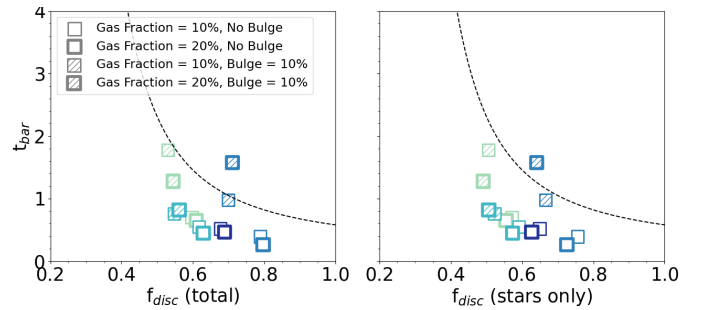 4
3
2
1
0
t_bar
Gas Fraction = 10%, No Bulge
Gas Fraction = 20%, No Bulge
Gas Fraction = 10%, Bulge = 10%
Gas Fraction = 20%, Bulge = 10%
0.2 0.4 0.6 0.8 1.0
f_disc (total)
0.2 0.4 0.6 0.8 1.0
f_disc (stars only)